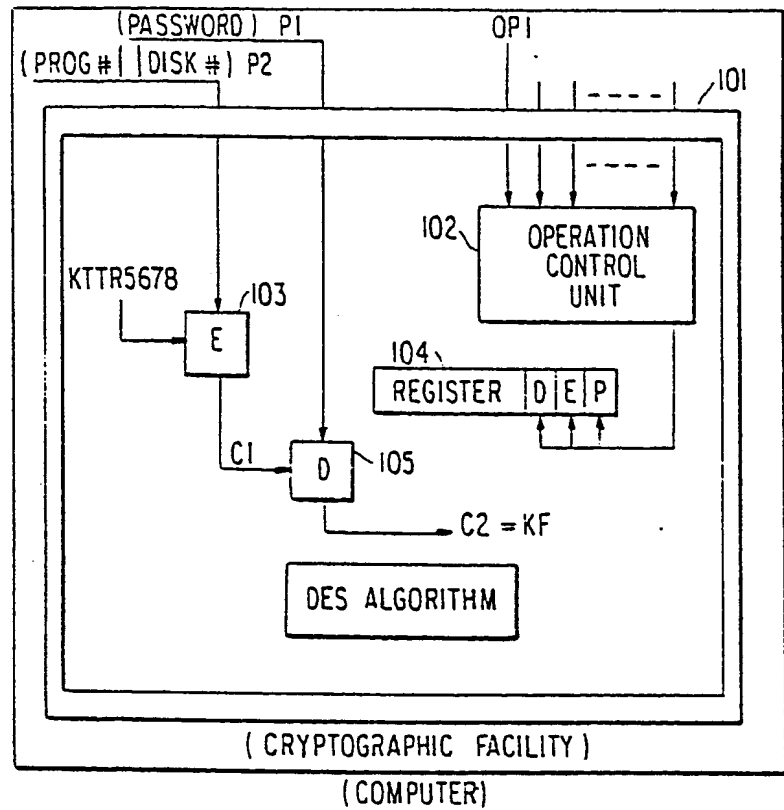 (PASSWORD) P1
OP1
(PROG#||DISK#) P2
101
102
OPERATION
CONTROL
UNIT
KTTR5678
103
E
104
REGISTER D E P
C1
D
105
C2 = KF
DES ALGORITHM
(CRYPTOGRAPHIC FACILITY)
(COMPUTER)